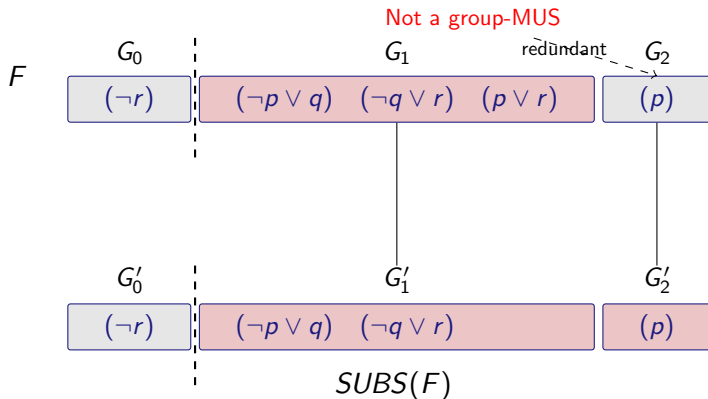 Not a group-MUS
redundant
G₀ G₁ G₂
F
(¬r) (¬p ∨ q) (¬q ∨ r) (p ∨ r) (p)
G′₀ G′₁ G′₂
(¬r) (¬p ∨ q) (¬q ∨ r) (p)
SUBS(F)